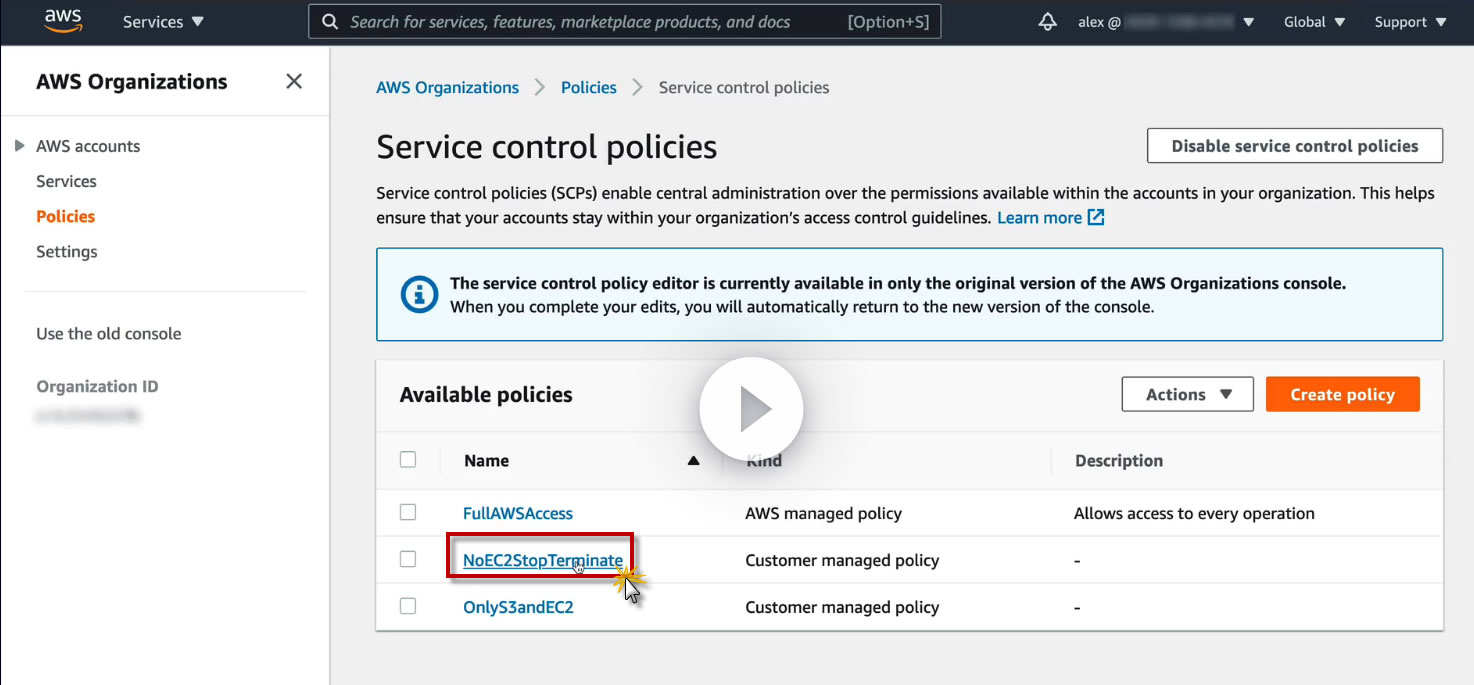 aws
Services ▼
Search for services, features, marketplace products, and docs [Option+S]
alex @ ▼
Global ▼
Support ▼
AWS Organizations
AWS accounts
Services
Policies
Settings
Use the old console
Organization ID
AWS Organizations > Policies > Service control policies
Service control policies
Disable service control policies
Service control policies (SCPs) enable central administration over the permissions available within the accounts in your organization. This helps
ensure that your accounts stay within your organization's access control guidelines. Learn more
The service control policy editor is currently available in only the original version of the AWS Organizations console.
When you complete your edits, you will automatically return to the new version of the console.
Available policies
Actions ▼
Create policy
Name Kind Description
FullAWSAccess AWS managed policy Allows access to every operation
NoEC2StopTerminate Customer managed policy -
OnlyS3andEC2 Customer managed policy -